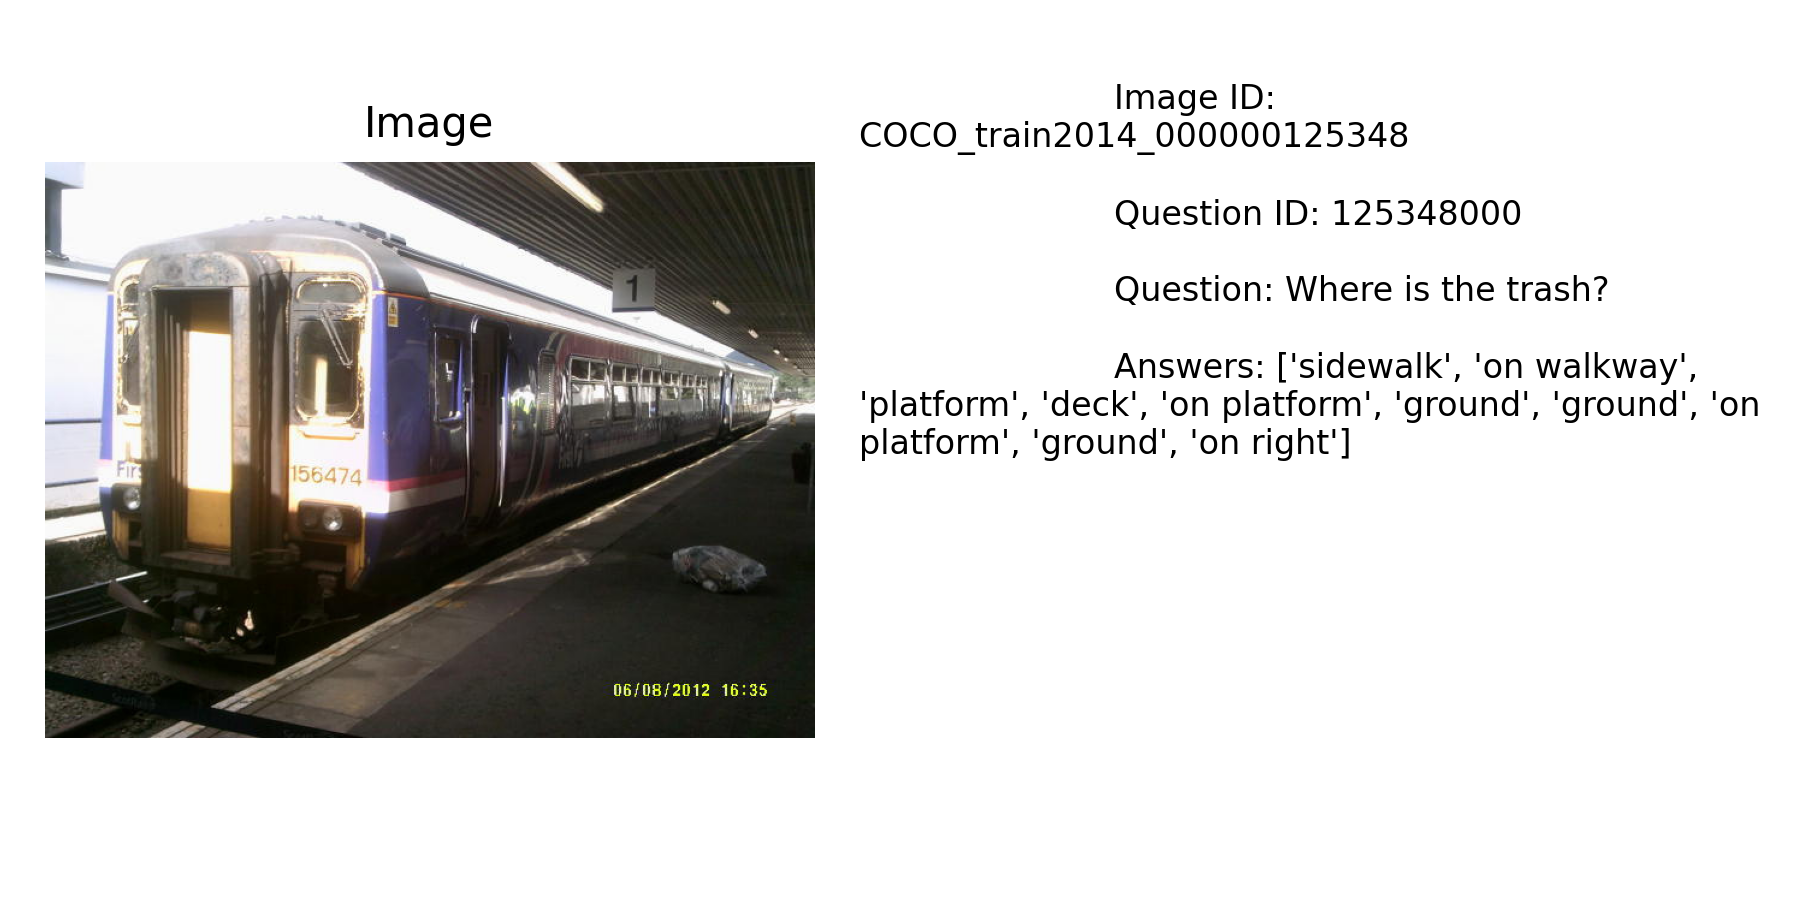 Image
Image ID:
COCO_train2014_000000125348
Question ID: 125348000
Question: Where is the trash?
Answers: ['sidewalk', 'on walkway',
'platform', 'deck', 'on platform', 'ground', 'ground', 'on
platform', 'ground', 'on right']
1
Firs
156474
First
06/08/2012 16:35